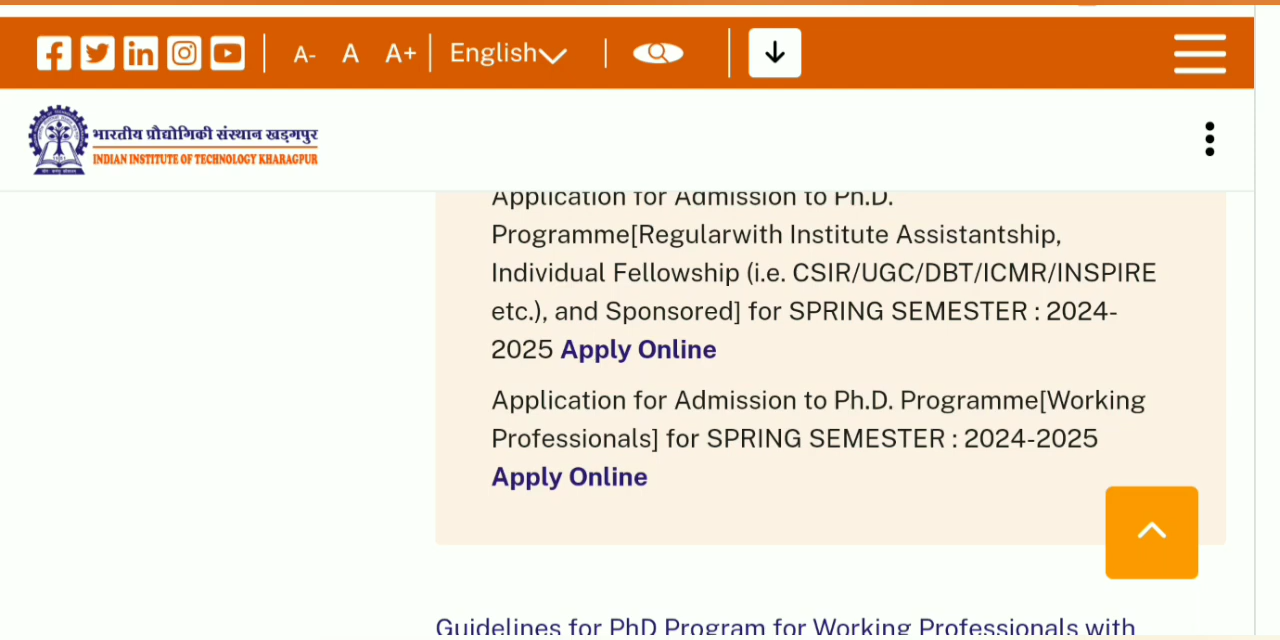 A- A A+ English
भारतीय प्रौद्योगिकी संस्थान खड़गपुर
INDIAN INSTITUTE OF TECHNOLOGY KHARAGPUR
Application for Admission to Ph.D.
Programme[Regularwith Institute Assistantship,
Individual Fellowship (i.e. CSIR/UGC/DBT/ICMR/INSPIRE
etc.), and Sponsored] for SPRING SEMESTER : 2024-
2025 Apply Online
Application for Admission to Ph.D. Programme[Working
Professionals] for SPRING SEMESTER : 2024-2025
Apply Online
Guidelines for PhD Program for Working Professionals with